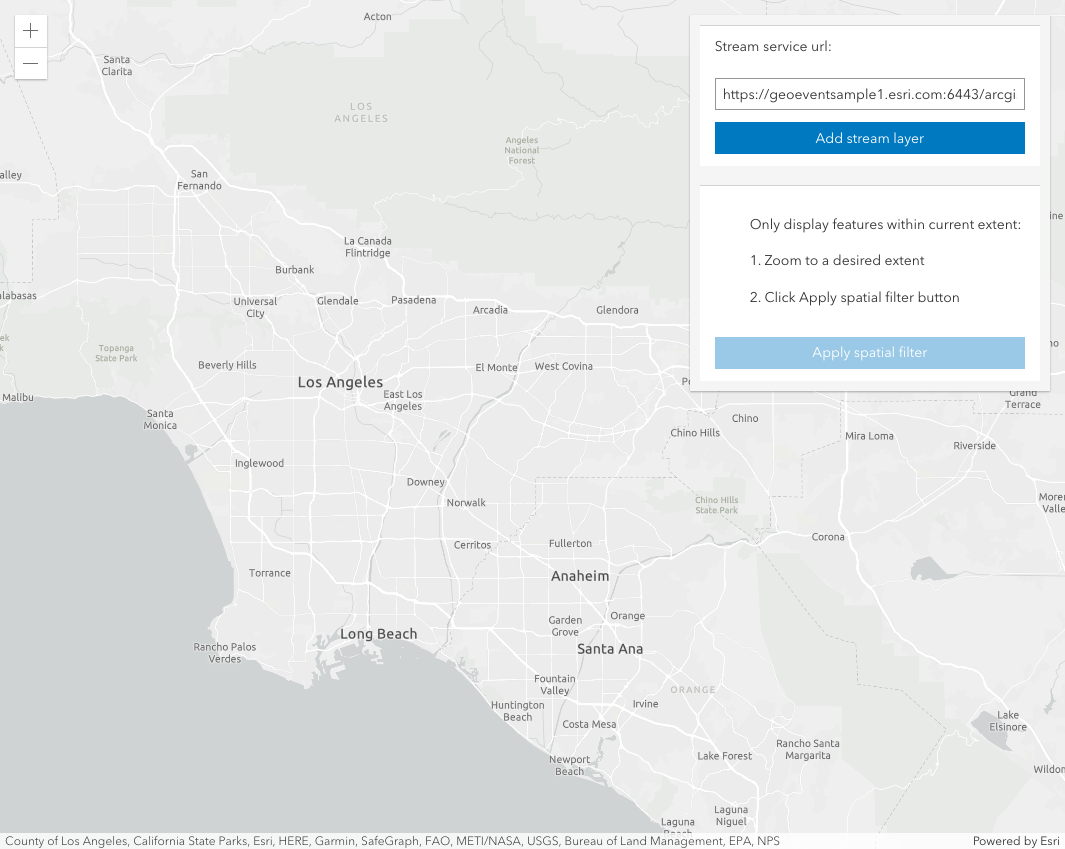 Acton
Santa
Clarita
LOS
ANGELES
Angeles
National
Forest
alley
San
Fernando
La Canada
Flintridge
Burbank
alabasas
Universal
City
Glendale
Pasadena
Arcadia
Glendora
ek
k
Topanga
State Park
Beverly Hills
El Monte
West Covina
Los Angeles
East Los
Angeles
Malibu
Santa
Monica
Grand
Terrace
Chino
Chino Hills
Mira Loma
Riverside
Inglewood
Downey
Norwalk
Chino Hills
State Park
Moren
Valle
Cerritos
Fullerton
Corona
Torrance
Anaheim
Garden
Grove
Orange
Long Beach
Santa Ana
Rancho Palos
Verdes
Fountain
Valley
ORANGE
Huntington
Beach
Irvine
Costa Mesa
Lake
Elsinore
Newport
Beach
Lake Forest
Rancho Santa
Margarita
Wildon
Laguna
Niguel
Laguna
Beach
Stream service url:
https://geoeventsample1.esri.com:6443/arcgi
Add stream layer
Only display features within current extent:
1. Zoom to a desired extent
2. Click Apply spatial filter button
Apply spatial filter
ine
no
County of Los Angeles, California State Parks, Esri, HERE, Garmin, SafeGraph, FAO, METI/NASA, USGS, Bureau of Land Management, EPA, NPS
Powered by Esri